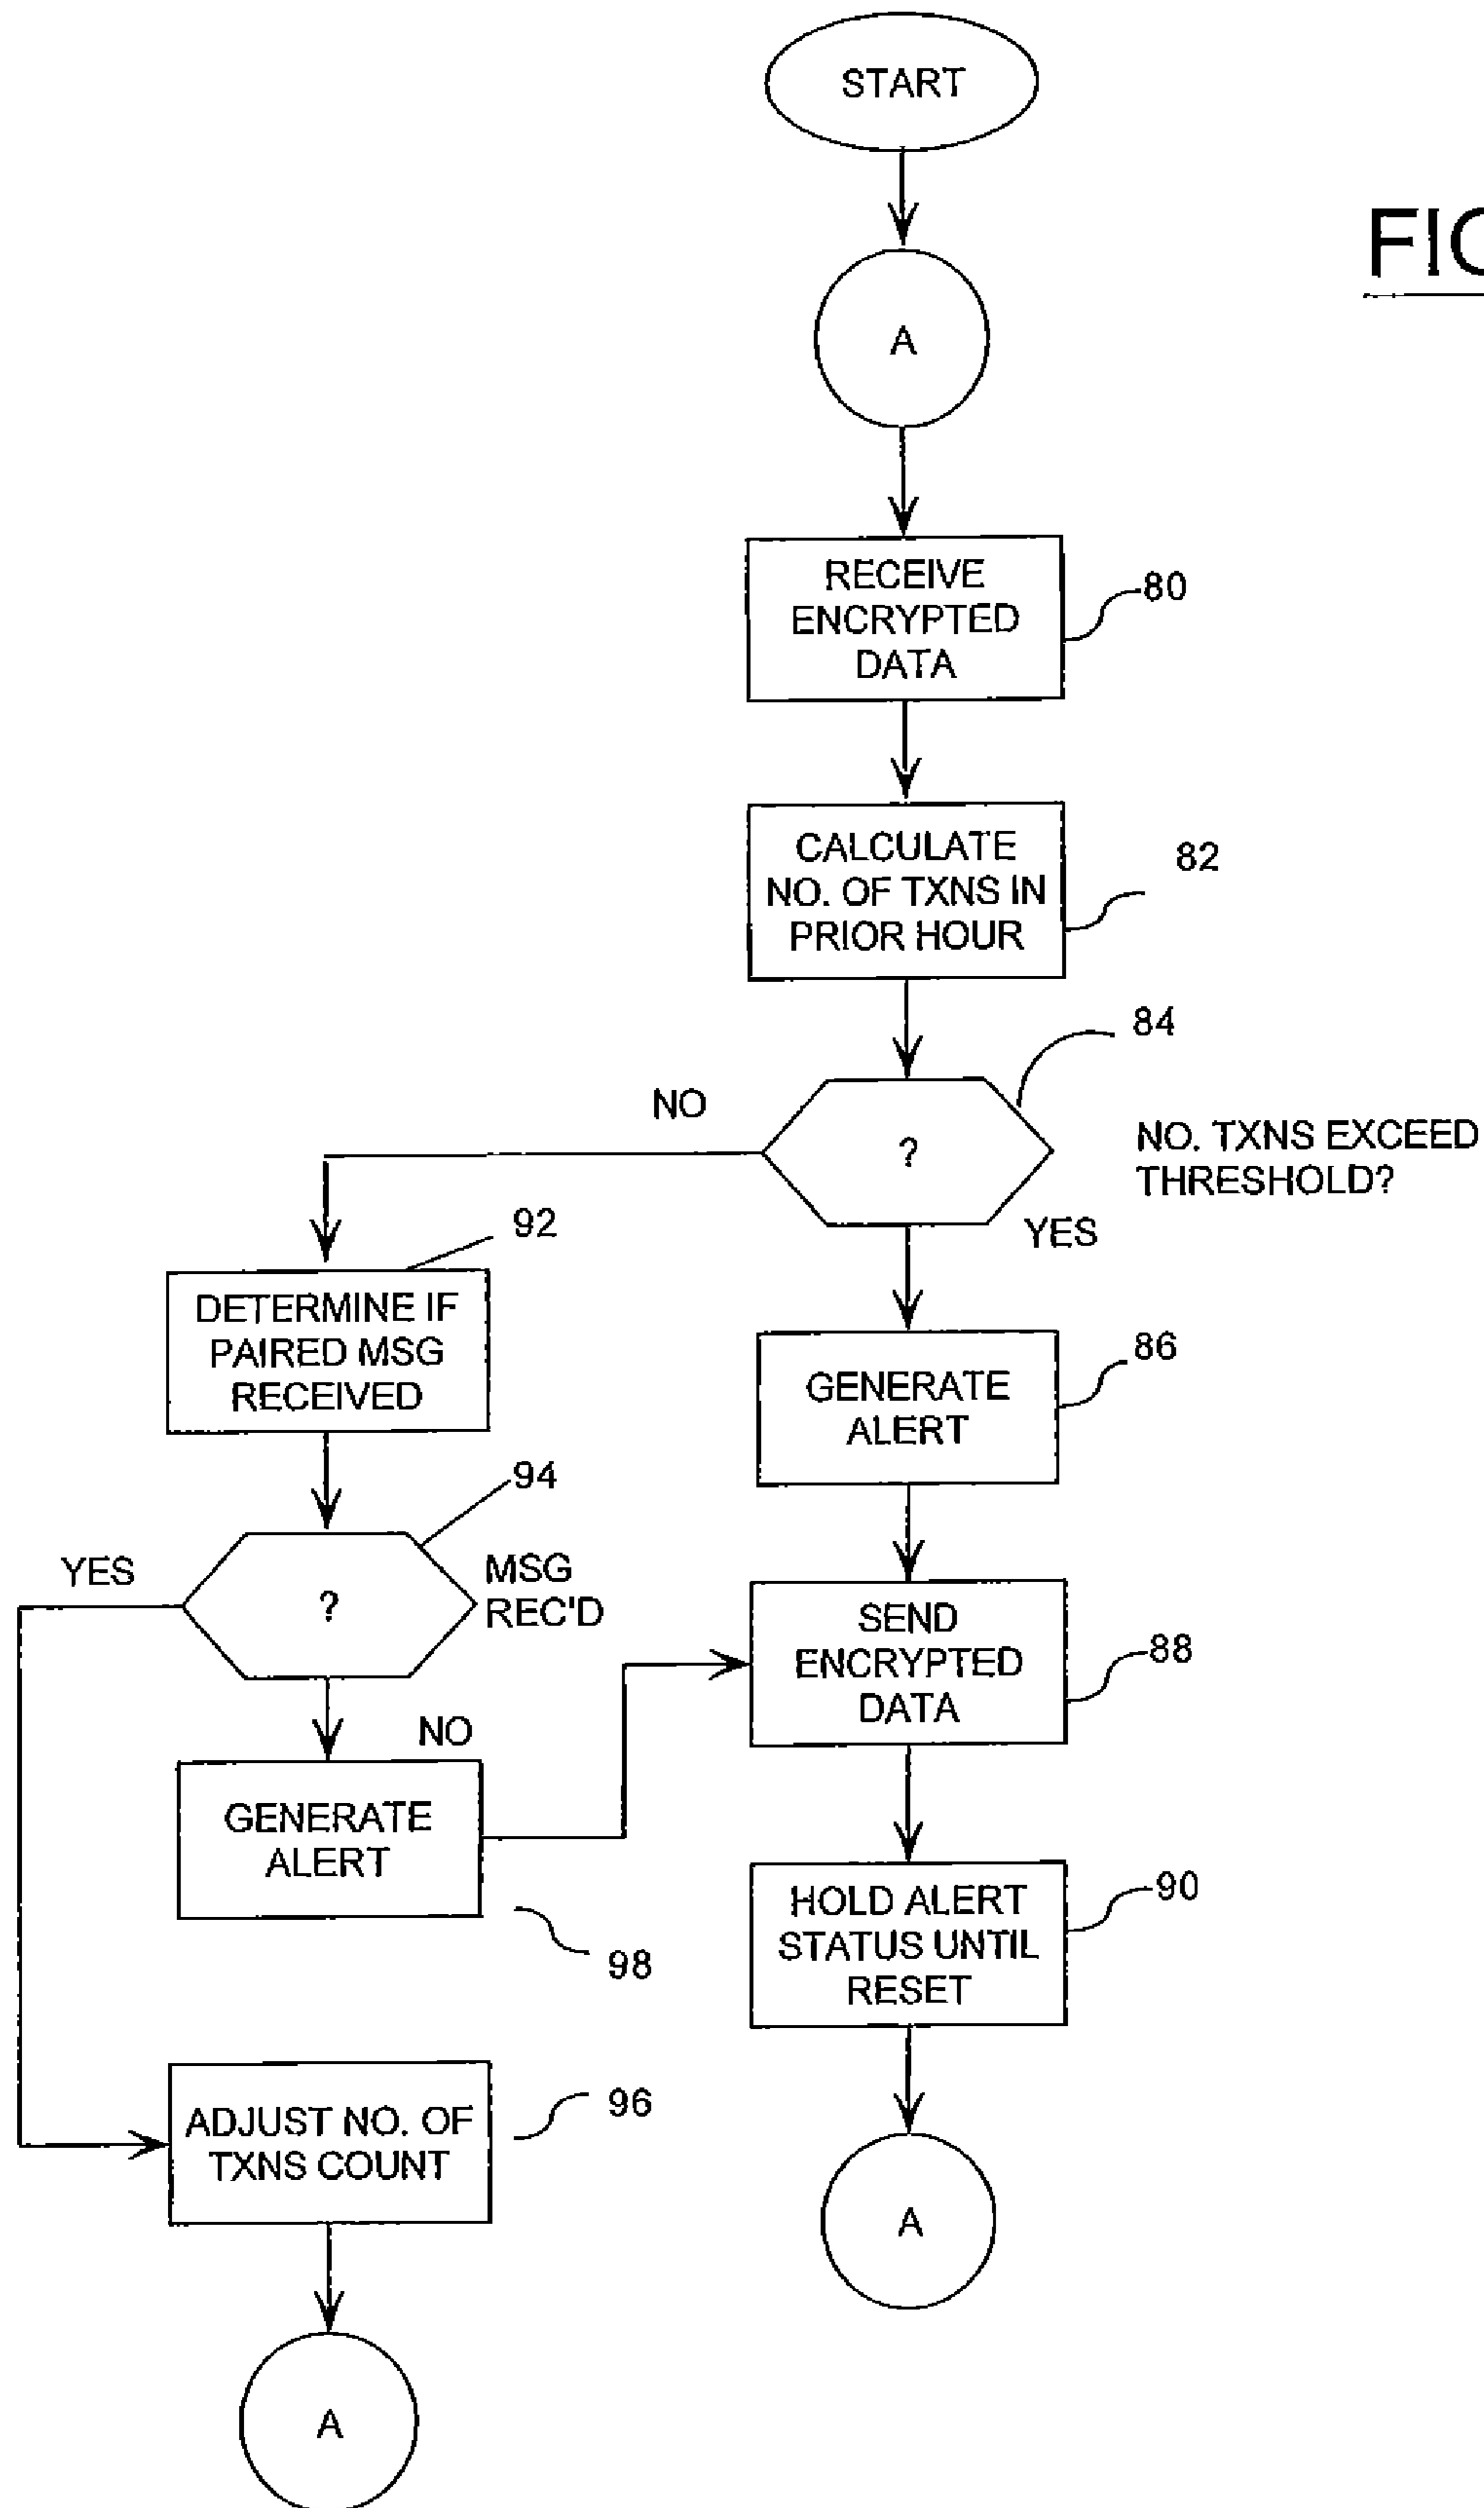 START
A
RECEIVE
ENCRYPTED
DATA
80
CALCULATE
NO. OF TXNS IN
PRIOR HOUR
82
84
NO
?
NO. TXNS EXCEED
THRESHOLD?
YES
92
DETERMINE IF
PAIRED MSG
RECEIVED
86
GENERATE
ALERT
94
YES
?
MSG
REC'D
NO
SEND
ENCRYPTED
DATA
88
GENERATE
ALERT
98
HOLD ALERT
STATUS UNTIL
RESET
90
ADJUST NO. OF
TXNS COUNT
96
A
A